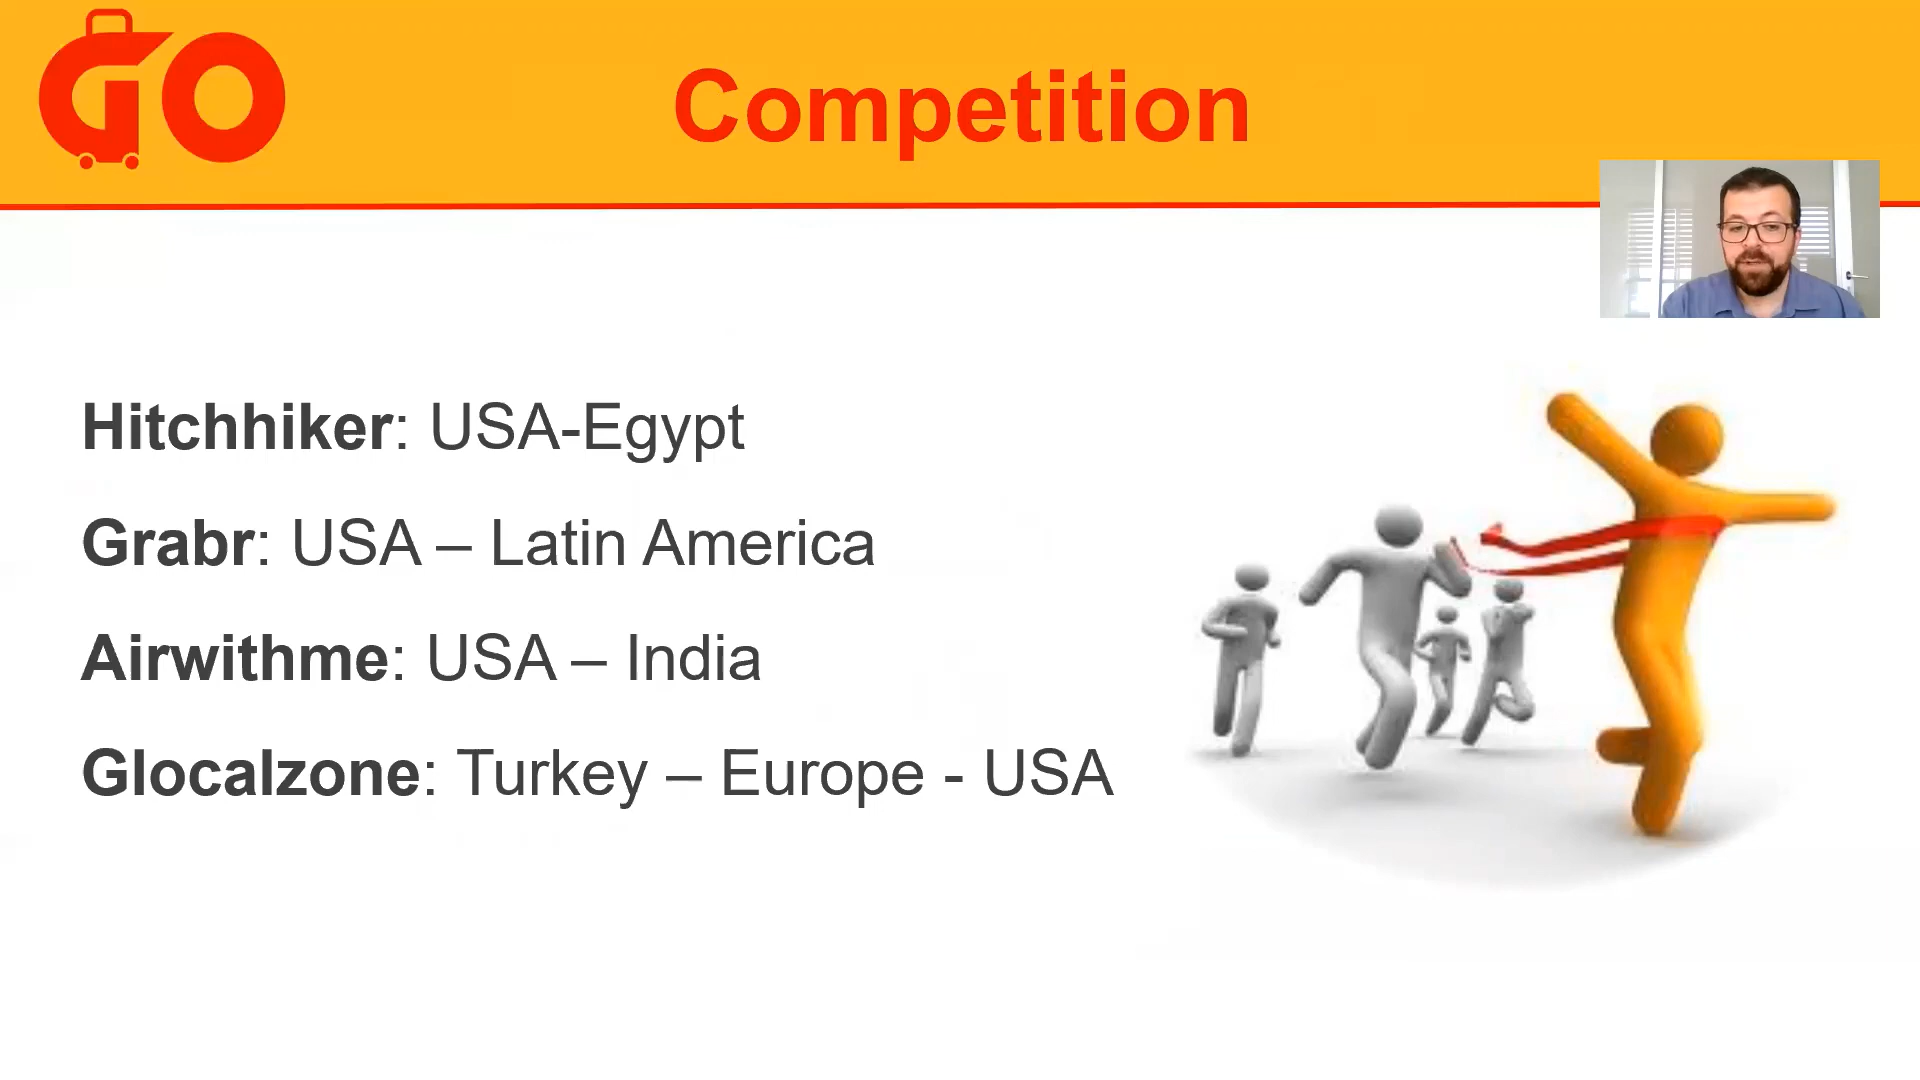 GO
Competition
Hitchhiker: USA-Egypt
Grabr: USA – Latin America
Airwithme: USA – India
Glocalzone: Turkey – Europe - USA